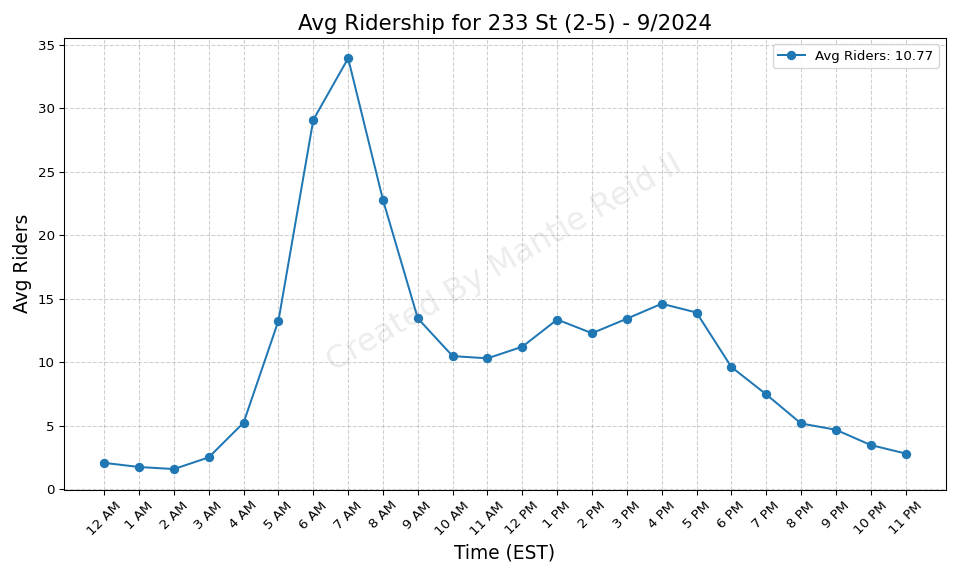 Avg Ridership for 233 St (2-5) - 9/2024
Avg Riders: 10.77
35
30
25
20
15
10
5
0
Avg Riders
Created By Mantie Reid II
12 AM
1 AM
2 AM
3 AM
4 AM
5 AM
6 AM
7 AM
8 AM
9 AM
10 AM
11 AM
12 PM
1 PM
2 PM
3 PM
4 PM
5 PM
6 PM
7 PM
8 PM
9 PM
10 PM
11 PM
Time (EST)